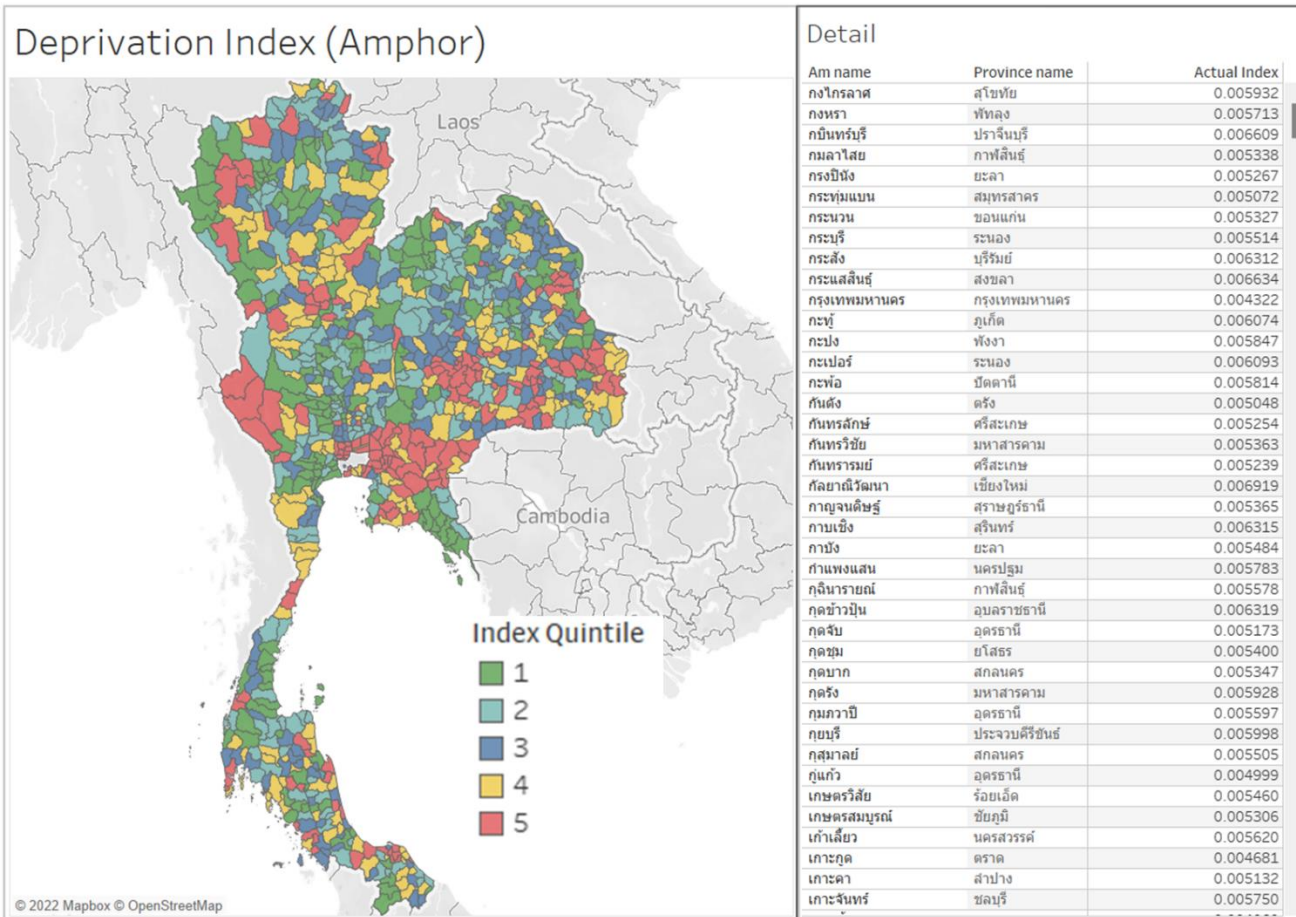 Deprivation Index (Amphor)
Laos
Cambodia
Index Quintile
1
2
3
4
5
© 2022 Mapbox © OpenStreetMap
Detail
Am name Province name Actual Index
กงไกรลาศ สุโขทัย 0.005932
กงหรา พัทลุง 0.005713
กบินทร์บุรี ปราจีนบุรี 0.006609
กมลาไสย กาฬสินธุ์ 0.005338
กรงปินัง ยะลา 0.005267
กระทุ่มแบน สมุทรสาคร 0.005072
กระนวน ขอนแก่น 0.005327
กระบุรี ระนอง 0.005514
กระสัง บุรีรัมย์ 0.006312
กระแสสินธุ์ สงขลา 0.006634
กรุงเทพมหานคร กรุงเทพมหานคร 0.004322
กะทู้ ภูเก็ต 0.006074
กะปง พังงา 0.005847
กะเปอร์ ระนอง 0.006093
กะพ้อ ปัตตานี 0.005814
กันตัง ตรัง 0.005048
กันทรลักษ์ ศรีสะเกษ 0.005254
กันทรวิชัย มหาสารคาม 0.005363
กันทรารมย์ ศรีสะเกษ 0.005239
กัลยาณิวัฒนา เชียงใหม่ 0.006919
กาญจนดิษฐ์ สุราษฎร์ธานี 0.005365
กาบเชิง สุรินทร์ 0.006315
กาบัง ยะลา 0.005484
กำแพงแสน นครปฐม 0.005783
กุฉินารายณ์ กาฬสินธุ์ 0.005578
กุดข้าวปุ้น อุบลราชธานี 0.006319
กุดจับ อุดรธานี 0.005173
กุดชุม ยโสธร 0.005400
กุดบาก สกลนคร 0.005347
กุดรัง มหาสารคาม 0.005928
กุมภวาปี อุดรธานี 0.005597
กุยบุรี ประจวบคีรีขันธ์ 0.005998
กุสุมาลย์ สกลนคร 0.005505
กู่แก้ว อุดรธานี 0.004999
เกษตรวิสัย ร้อยเอ็ด 0.005460
เกษตรสมบูรณ์ ชัยภูมิ 0.005306
เก้าเลี้ยว นครสวรรค์ 0.005620
เกาะกูด ตราด 0.004681
เกาะคา ลำปาง 0.005132
เกาะจันทร์ ชลบุรี 0.005750